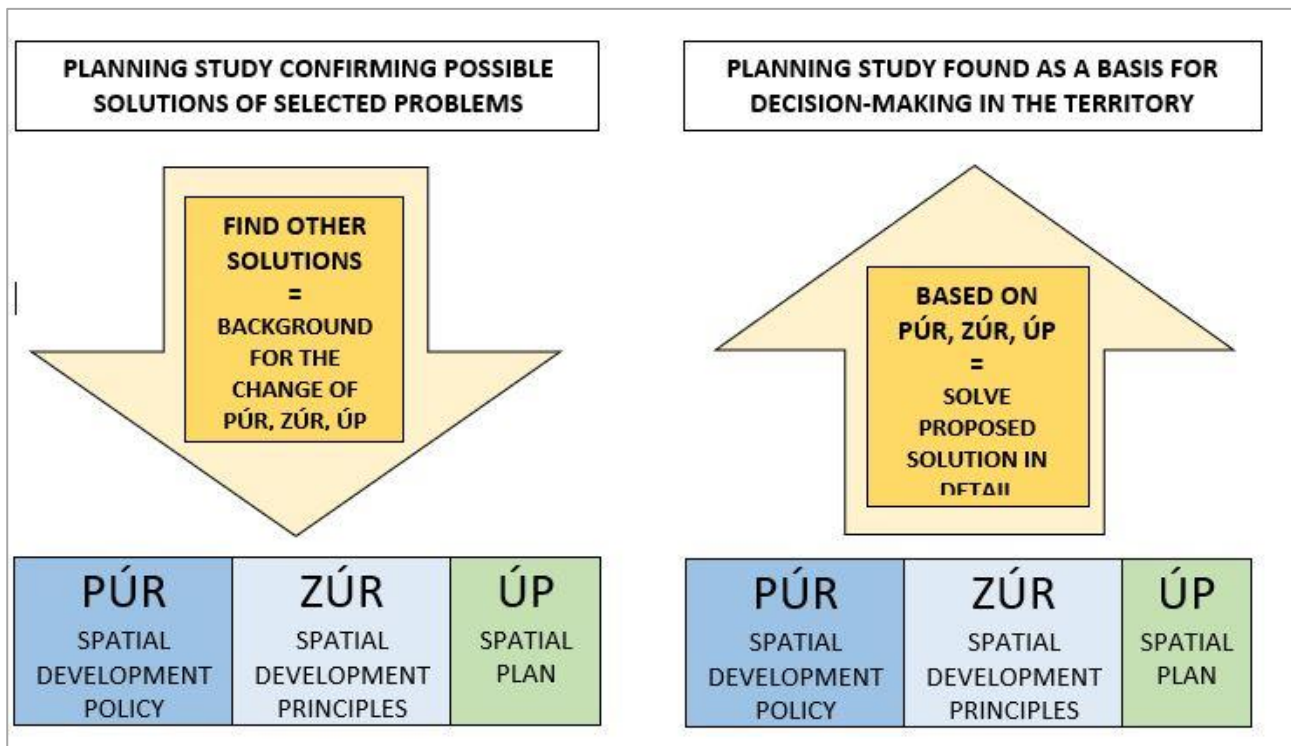 PLANNING STUDY CONFIRMING POSSIBLE
SOLUTIONS OF SELECTED PROBLEMS
FIND OTHER
SOLUTIONS
=
BACKGROUND
FOR THE
CHANGE OF
PÚR, ZÚR, ÚP
PÚR
SPATIAL
DEVELOPMENT
POLICY
ZÚR
SPATIAL
DEVELOPMENT
PRINCIPLES
ÚP
SPATIAL
PLAN
PLANNING STUDY FOUND AS A BASIS FOR
DECISION-MAKING IN THE TERRITORY
BASED ON
PÚR, ZÚR, ÚP
=
SOLVE
PROPOSED
SOLUTION IN
DETAIL
PÚR
SPATIAL
DEVELOPMENT
POLICY
ZÚR
SPATIAL
DEVELOPMENT
PRINCIPLES
ÚP
SPATIAL
PLAN